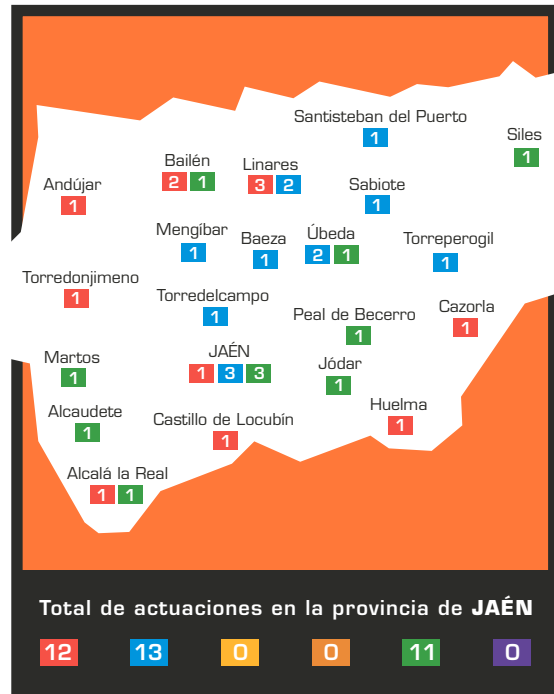 Santisteban del Puerto
1
Siles
1
Bailén
2 1
Linares
3 2
Andújar
1
Sabiote
1
Mengíbar
1
Baeza
1
Úbeda
2 1
Torreperogil
1
Torredonjimeno
1
Torredelcampo
1
Peal de Becerro
1
Cazorla
1
Martos
1
JAÉN
1 3 3
Jódar
1
Alcaudete
1
Castillo de Locubín
1
Huelma
1
Alcalá la Real
1 1
Total de actuaciones en la provincia de JAÉN
12 13 0 0 11 0